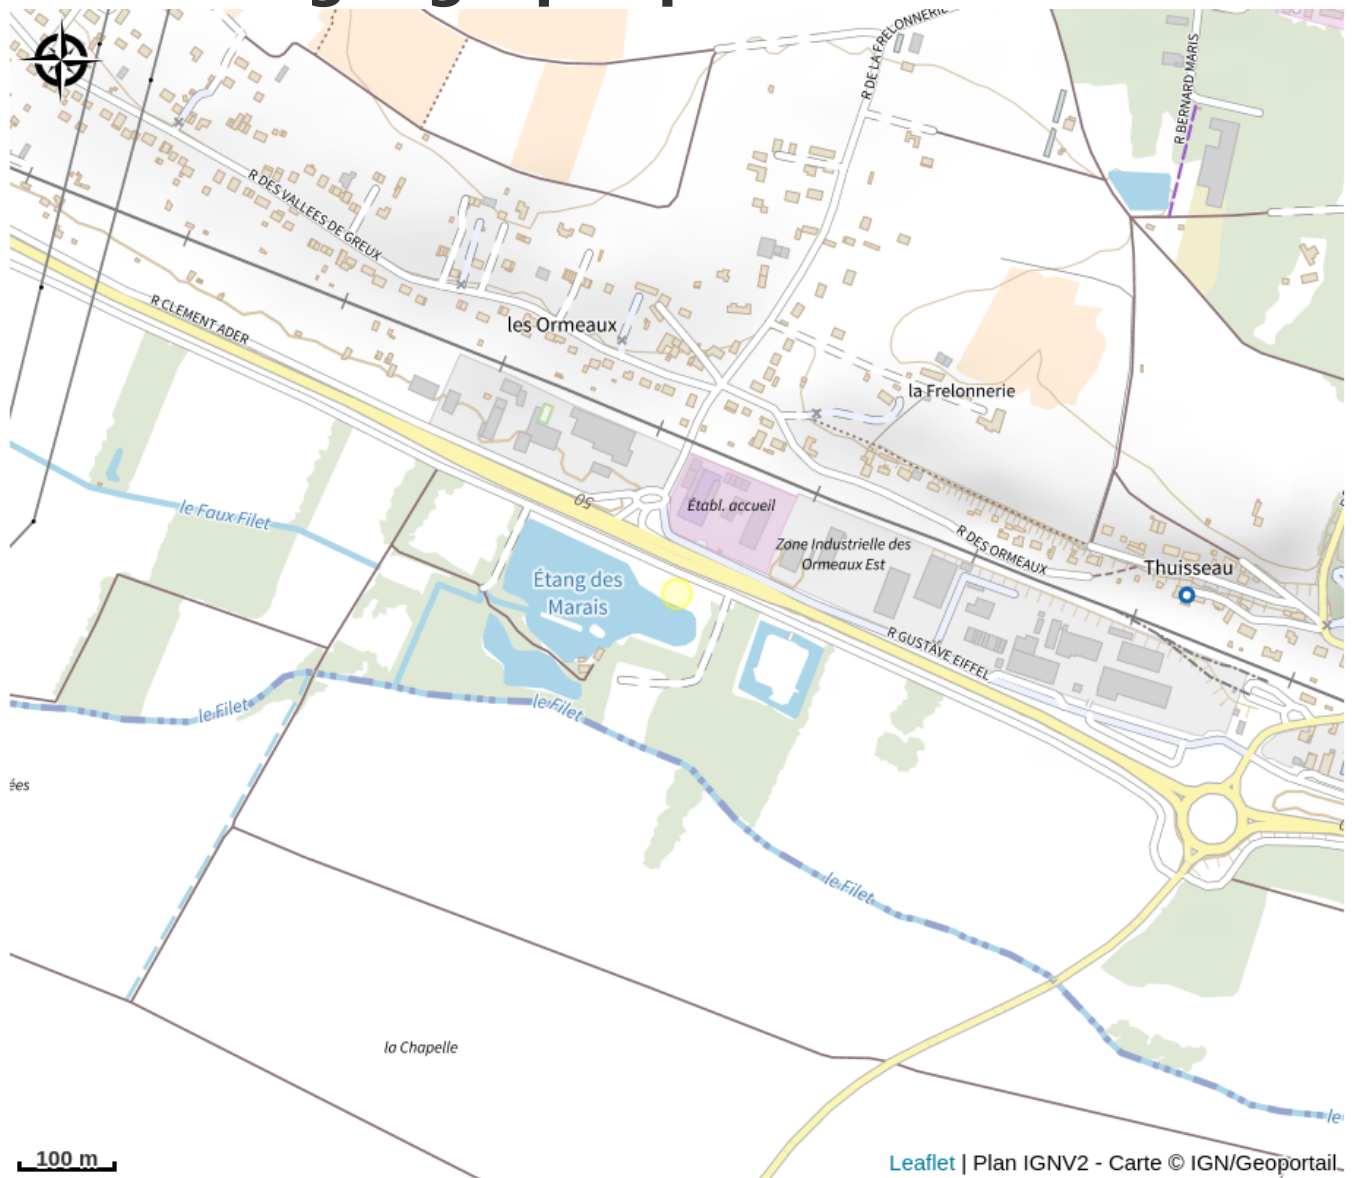 R DE LA FRELONNERIE
R BERNARD MARIS
R DES VALLEES DE GREUX
R CLEMENT ADER
les Ormeaux
la Frelonnerie
50
Établ. accueil
le Faux Filet
Zone Industrielle des
Ormeaux Est
R DES ORMEAUX
Thuisseau
Étang des
Marais
R GUSTAVE EIFFEL
le Filet
le Filet
ées
le Filet
la Chapelle
le
100 m
Leaflet | Plan IGNV2 - Carte © IGN/Geoportail